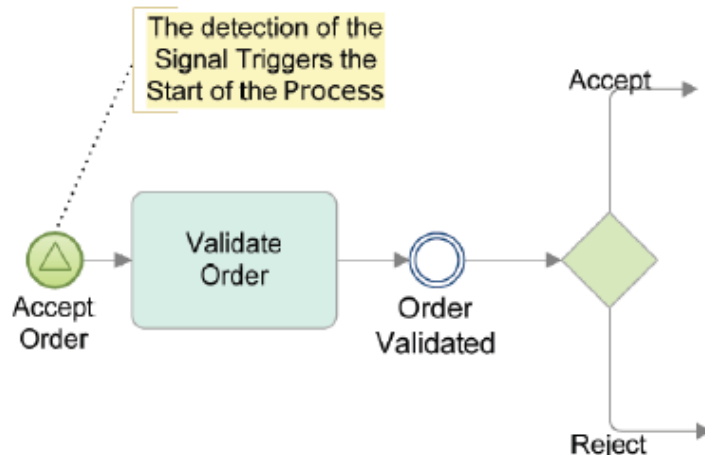 The detection of the
Signal Triggers the
Start of the Process
Accept
Validate
Order
Accept
Order
Order
Validated
Reject